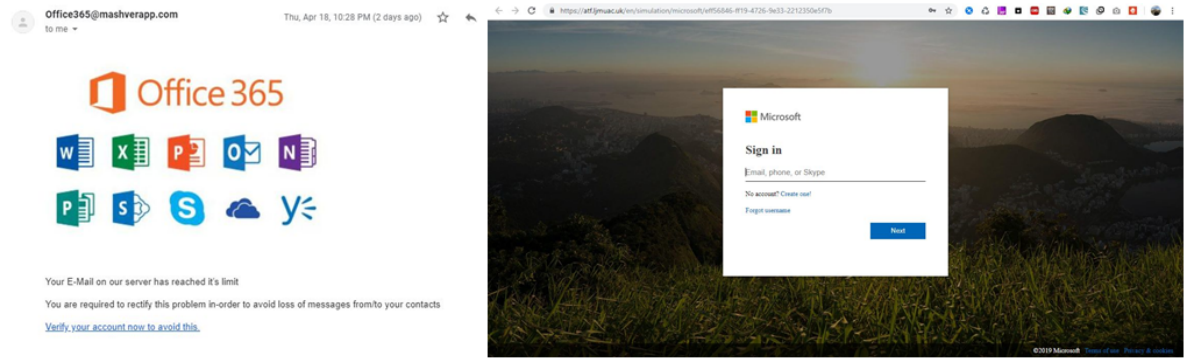 Office365@mashverapp.com
Thu, Apr 18, 10:28 PM (2 days ago)
to me
Office 365
W
X
P
O
N
P
S
S
Your E-Mail on our server has reached it's limit
You are required to rectify this problem in-order to avoid loss of messages from/to your contacts
Verify your account now to avoid this.
Microsoft
Sign in
Email, phone, or Skype
No account? Create one!
Forgot username
Next
©2019 Microsoft Terms of use Privacy & cookies